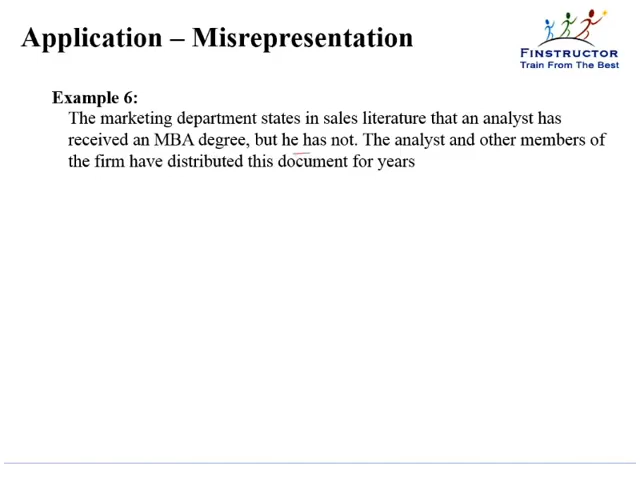 Application – Misrepresentation
FINSTRUCTOR
Train From The Best
Example 6:
The marketing department states in sales literature that an analyst has
received an MBA degree, but he has not. The analyst and other members of
the firm have distributed this document for years